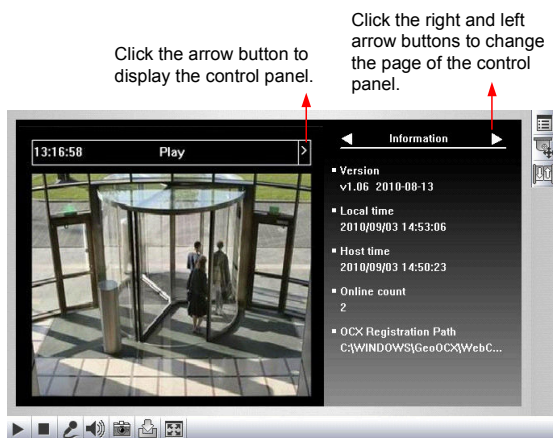 Click the arrow button to
display the control panel.
Click the right and left
arrow buttons to change
the page of the control
panel.
13:16:58 Play >
Information
Version
v1.06 2010-08-13
Local time
2010/09/03 14:53:06
Host time
2010/09/03 14:50:23
Online count
2
OCX Registration Path
C:\WINDOWS\GeoOCX\WebC...